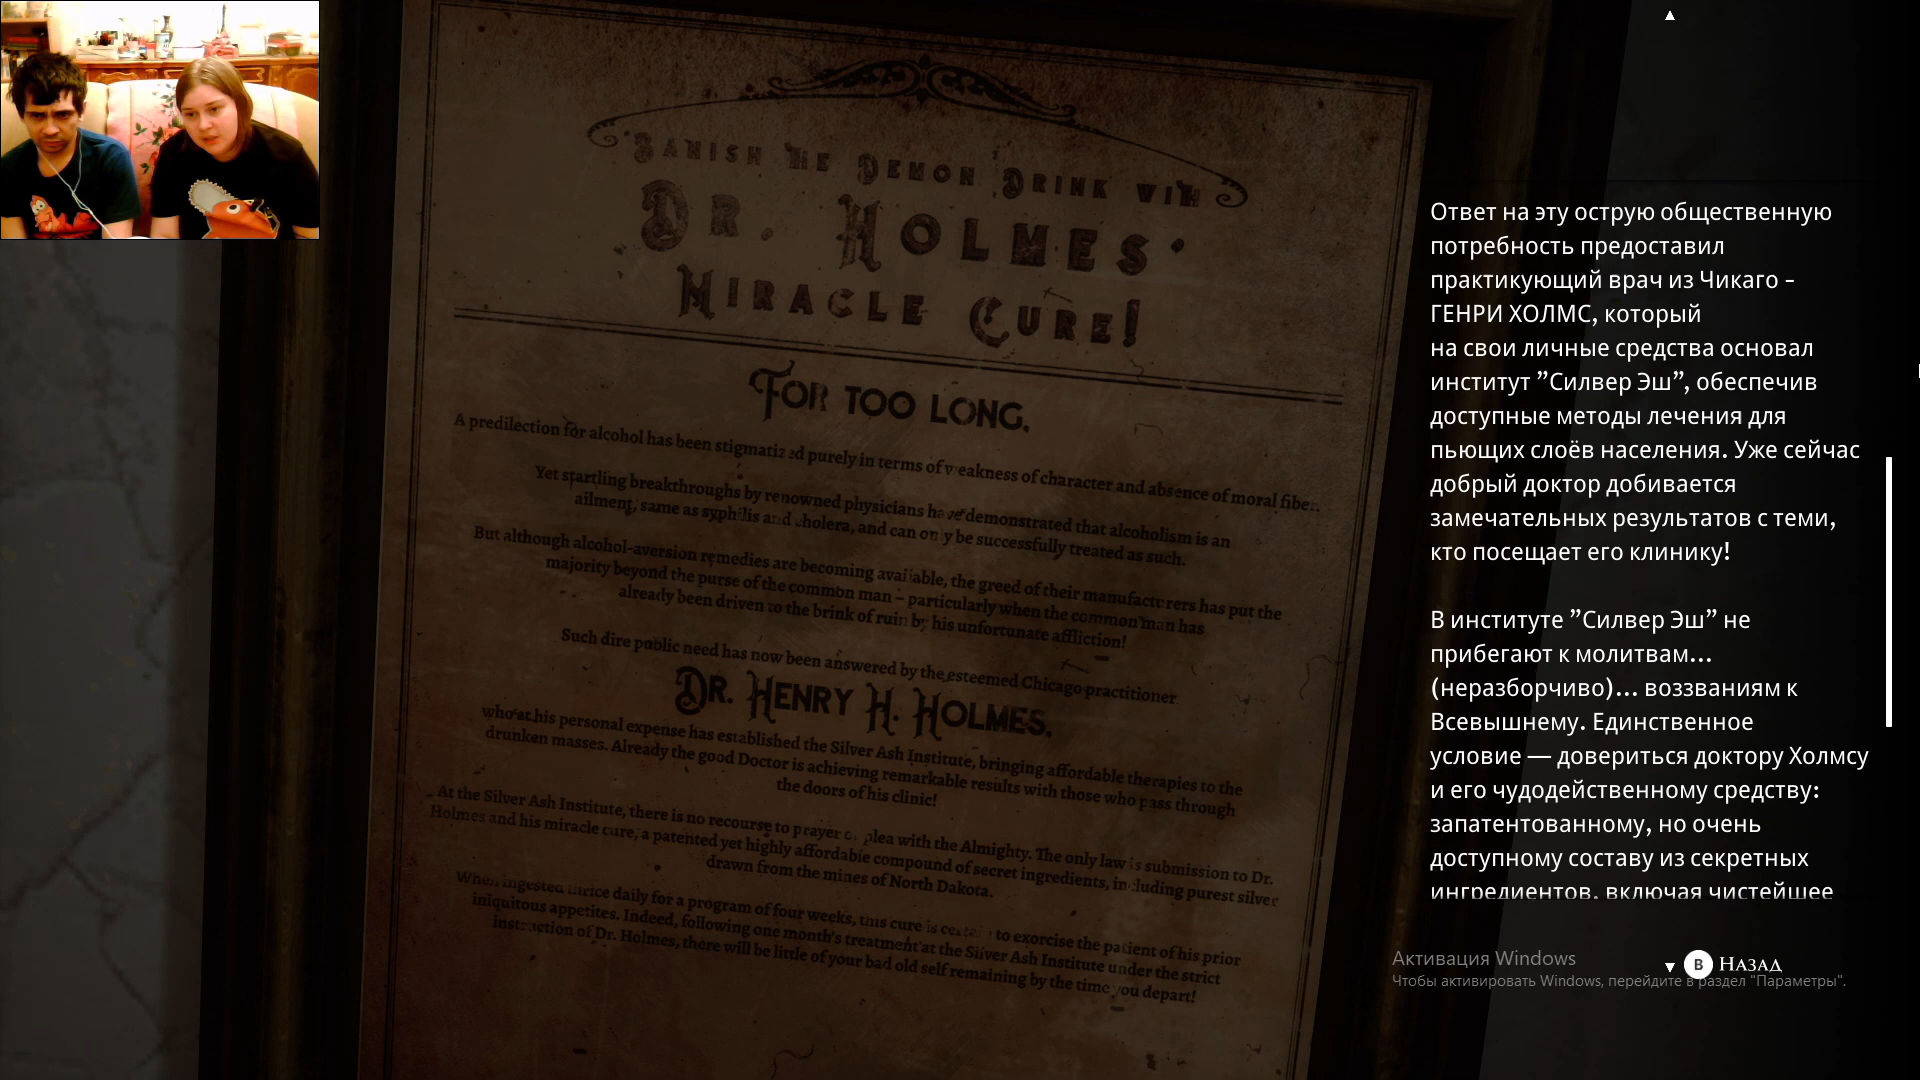 BANISH THE DEMON DRINK WITH
DR. HOLMES'
MIRACLE CURE!
FOR TOO LONG,
A predilection for alcohol has been stigmatized purely in terms of weakness of character and absence of moral fiber.
Yet startling breakthroughs by renowned physicians have demonstrated that alcoholism is an
ailment, same as syphilis and cholera, and can only be successfully treated as such.
But although alcohol-aversion remedies are becoming available, the greed of their manufacturers has put the
majority beyond the purse of the common man – particularly when the common man has
already been driven to the brink of ruin by his unfortunate affliction!
Such dire public need has now been answered by the esteemed Chicago practitioner
DR. HENRY H. HOLMES,
who at his personal expense has established the Silver Ash Institute, bringing affordable therapies to the
drunken masses. Already the good Doctor is achieving remarkable results with those who pass through
the doors of his clinic!
At the Silver Ash Institute, there is no recourse to prayer or plea with the Almighty. The only law is submission to Dr.
Holmes and his miracle cure, a patented yet highly affordable compound of secret ingredients, including purest silver
drawn from the mines of North Dakota.
When ingested thrice daily for a program of four weeks, this cure is certain to exorcise the patient of his prior
iniquitous appetites. Indeed, following one month's treatment at the Silver Ash Institute under the strict
instruction of Dr. Holmes, there will be little of your bad old self remaining by the time you depart!
Ответ на эту острую общественную
потребность предоставил
практикующий врач из Чикаго -
ГЕНРИ ХОЛМС, который
на свои личные средства основал
институт ”Силвер Эш”, обеспечив
доступные методы лечения для
пьющих слоёв населения. Уже сейчас
добрый доктор добивается
замечательных результатов с теми,
кто посещает его клинику!
В институте ”Силвер Эш” не
прибегают к молитвам...
(неразборчиво)... воззваниям к
Всевышнему. Единственное
условие — довериться доктору Холмсу
и его чудодейственному средству:
запатентованному, но очень
доступному составу из секретных
ингредиентов, включая чистейшее
Активация Windows
B НАЗАД
Чтобы активировать Windows, перейдите в раздел "Параметры".